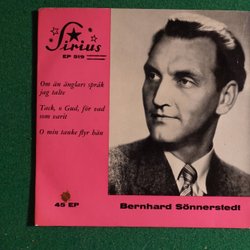 Sirius
EP 919
Om än änglars språk
jag talte
Tack, o Gud, för vad
som varit
O min tanke flyr hän
45 EP
Bernhard Sönnerstedt